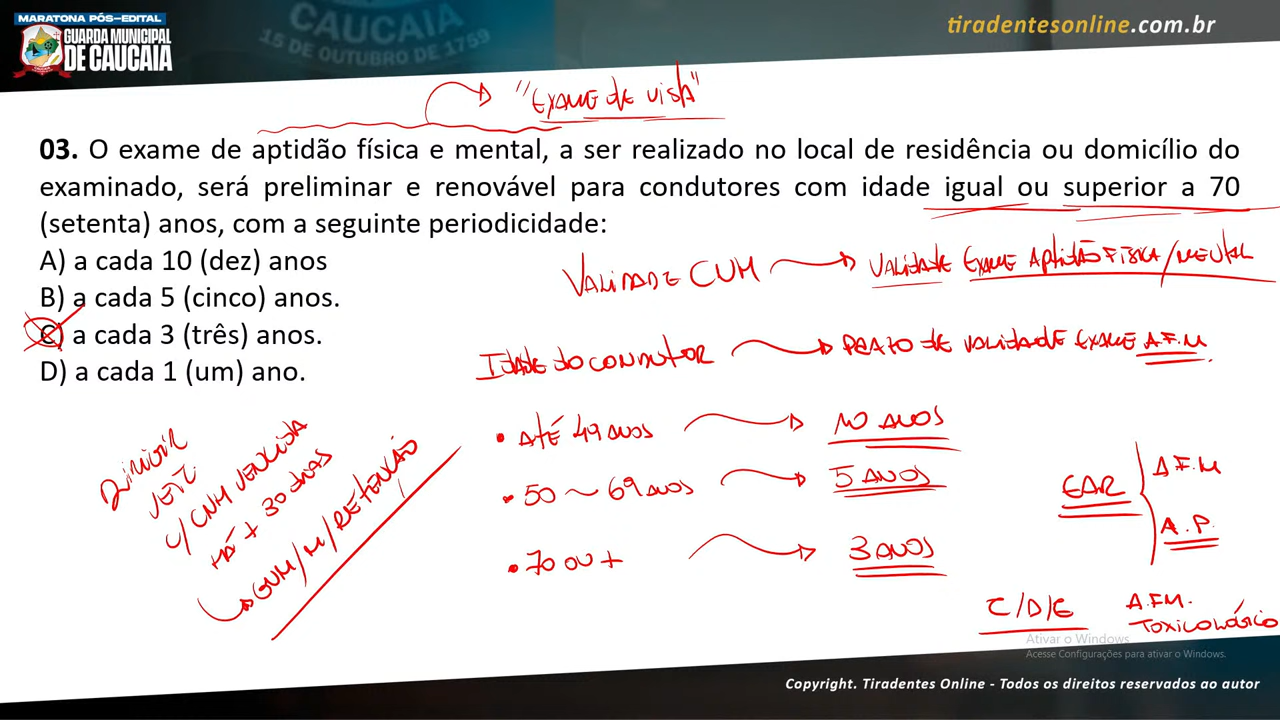 MARATONA PÓS-EDITAL
GUARDA MUNICIPAL
DE CAUCAIA
CAUCAIA
15 DE OUTUBRO DE 1759
tiradentesonline.com.br
"EXAME DE VISTA"
03. O exame de aptidão física e mental, a ser realizado no local de residência ou domicílio do
examinado, será preliminar e renovável para condutores com idade igual ou superior a 70
(setenta) anos, com a seguinte periodicidade:
A) a cada 10 (dez) anos
B) a cada 5 (cinco) anos.
C) a cada 3 (três) anos.
D) a cada 1 (um) ano.
VALIDADE CNH VALIDADE EXAME APTIDÃO FÍSICA/MENTAL
IDADE DO CONDUTOR PRAZO DE VALIDADE EXAME A.F.M.
• ATÉ 49 ANOS 10 ANOS
• 50 ~ 69 ANOS 5 ANOS
• 70 OU + 3 ANOS
DIRIGIR
VEÍC
C/ CNH VENCIDA
HÁ + 30 DIAS
GVM/M/RETENÇÃO
EAR
A.F.M
A.P.
C/D/E A.F.M.
TOXICOLÓGICO
Ativar o Windows
Acesse Configurações para ativar o Windows.
Copyright. Tiradentes Online - Todos os direitos reservados ao autor